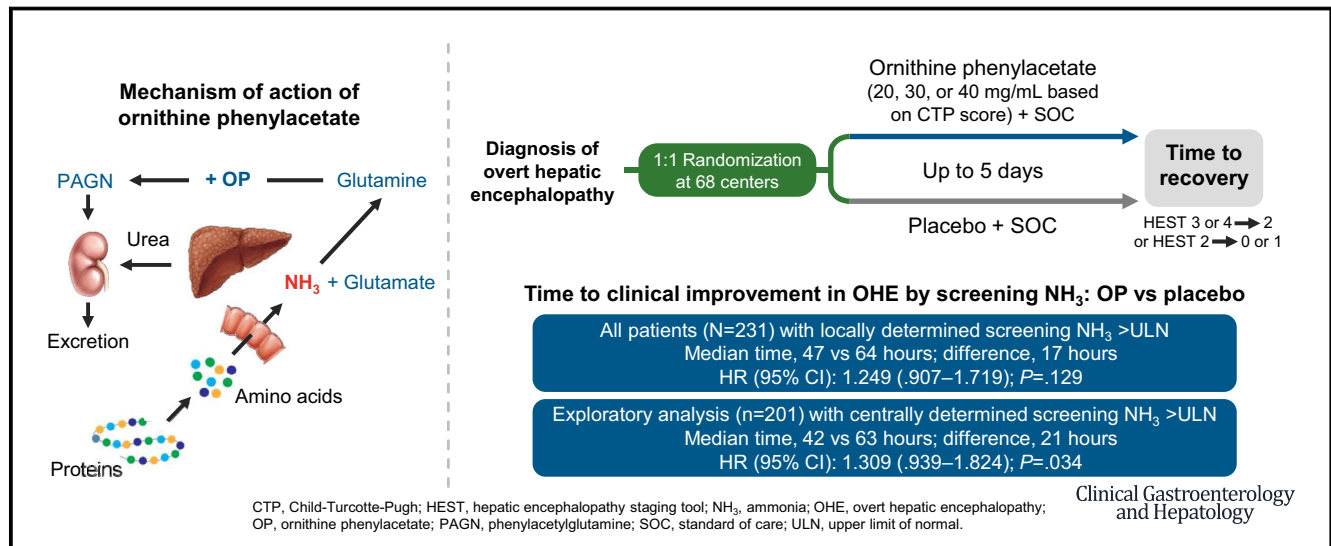 Mechanism of action of
ornithine phenylacetate
PAGN
+ OP
Glutamine
Urea
NH₃ + Glutamate
Excretion
Amino acids
Proteins
Diagnosis of
overt hepatic
encephalopathy
1:1 Randomization
at 68 centers
Ornithine phenylacetate
(20, 30, or 40 mg/mL based
on CTP score) + SOC
Up to 5 days
Placebo + SOC
Time to
recovery
HEST 3 or 4 → 2
or HEST 2 → 0 or 1
Time to clinical improvement in OHE by screening NH₃: OP vs placebo
All patients (N=231) with locally determined screening NH₃ >ULN
Median time, 47 vs 64 hours; difference, 17 hours
HR (95% CI): 1.249 (.907–1.719); P=.129
Exploratory analysis (n=201) with centrally determined screening NH₃ >ULN
Median time, 42 vs 63 hours; difference, 21 hours
HR (95% CI): 1.309 (.939–1.824); P=.034
CTP, Child-Turcotte-Pugh; HEST, hepatic encephalopathy staging tool; NH₃, ammonia; OHE, overt hepatic encephalopathy;
OP, ornithine phenylacetate; PAGN, phenylacetylglutamine; SOC, standard of care; ULN, upper limit of normal.
Clinical Gastroenterology
and Hepatology